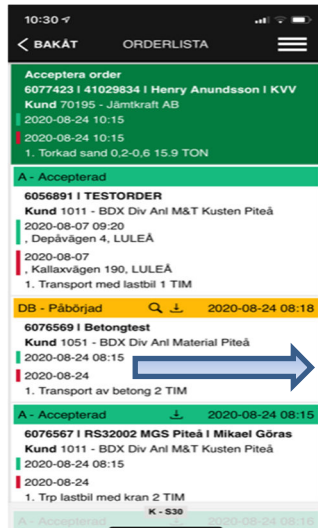 10:30
BAKÅT ORDERLISTA
Acceptera order
6077423 | 41029834 | Henry Anundsson | KVV
Kund 70195 - Jämtkraft AB
2020-08-24 10:15
2020-08-24 10:15
1. Torkad sand 0,2-0,6 15.9 TON
A - Accepterad
6056891 | TESTORDER
Kund 1011 - BDX Div Anl M&T Kusten Piteå
2020-08-07 09:20
, Depåvägen 4, LULEÅ
2020-08-07
, Kallaxvägen 190, LULEÅ
1. Transport med lastbil 1 TIM
DB - Påbörjad 2020-08-24 08:18
6076569 | Betongtest
Kund 1051 - BDX Div Anl Material Piteå
2020-08-24 08:15
2020-08-24
1. Transport av betong 2 TIM
A - Accepterad 2020-08-24 08:15
6076567 | RS32002 MGS Piteå | Mikael Göras
Kund 1011 - BDX Div Anl M&T Kusten Piteå
2020-08-24 08:15
2020-08-24
1. Trp lastbil med kran 2 TIM
K - S30
A - Accepterad 2020-08-24 08:16